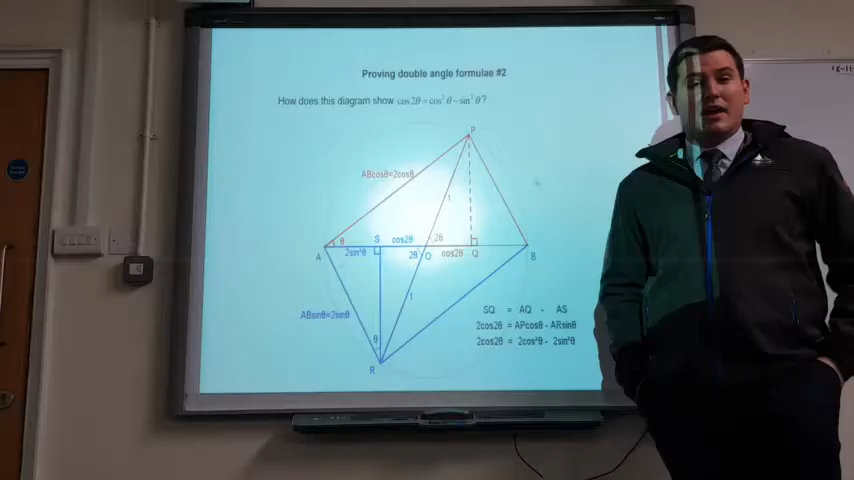 Proving double angle formulae #2
How does this diagram show cos 2θ = cos² θ − sin² θ?
P
ABcosθ=2cosθ
1
θ
S
cos2θ
2θ
A
2sin²θ
2θ
O
cos2θ
Q
B
1
ABsinθ=2sinθ
SQ = AQ - AS
2cos2θ = APcosθ - ARsinθ
2cos2θ = 2cos²θ - 2sin²θ
θ
R